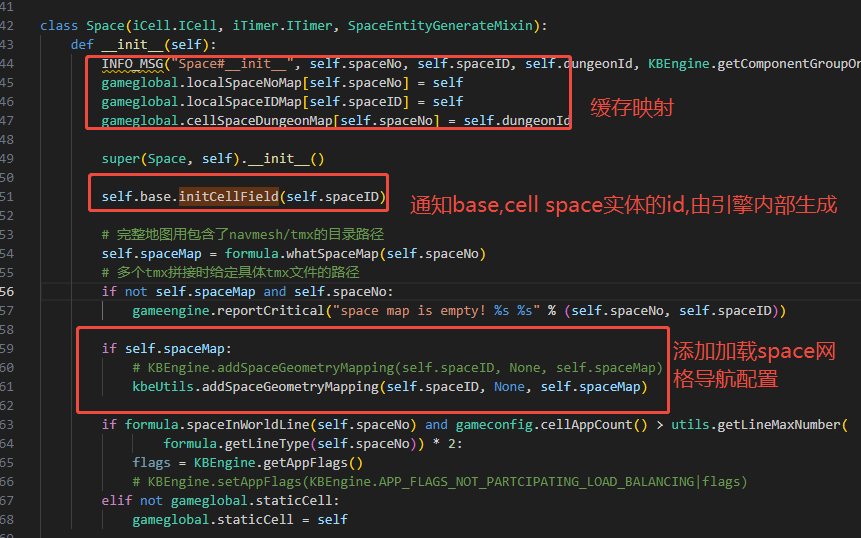 41
42 class Space(iCell.ICell, iTimer.ITimer, SpaceEntityGenerateMixin):
43 def __init__(self):
44 INFO_MSG("Space#__init__", self.spaceNo, self.spaceID, self.dungeonId, KBEngine.getComponentGroupOr
45 gameglobal.localSpaceNoMap[self.spaceNo] = self
46 gameglobal.localSpaceIDMap[self.spaceID] = self
缓存映射
47 gameglobal.cellSpaceDungeonMap[self.spaceNo] = self.dungeonId
48
49 super(Space, self).__init__()
50
51 self.base.initCellField(self.spaceID)
通知base,cell space实体的id,由引擎内部生成
52
53 # 完整地图用包含了navmesh/tmx的目录路径
54 self.spaceMap = formula.whatSpaceMap(self.spaceNo)
55 # 多个tmx拼接时给定具体tmx文件的路径
56 if not self.spaceMap and self.spaceNo:
57 gameengine.reportCritical("space map is empty! %s %s" % (self.spaceNo, self.spaceID))
58
59 if self.spaceMap:
添加加载space网
60 # KBEngine.addSpaceGeometryMapping(self.spaceID, None, self.spaceMap)
格导航配置
61 kbeUtils.addSpaceGeometryMapping(self.spaceID, None, self.spaceMap)
62
63 if formula.spaceInWorldLine(self.spaceNo) and gameconfig.cellAppCount() > utils.getLineMaxNumber(
64 formula.getLineType(self.spaceNo)) * 2:
65 flags = KBEngine.getAppFlags()
66 # KBEngine.setAppFlags(KBEngine.APP_FLAGS_NOT_PARTCIPATING_LOAD_BALANCING|flags)
67 elif not gameglobal.staticCell:
68 gameglobal.staticCell = self